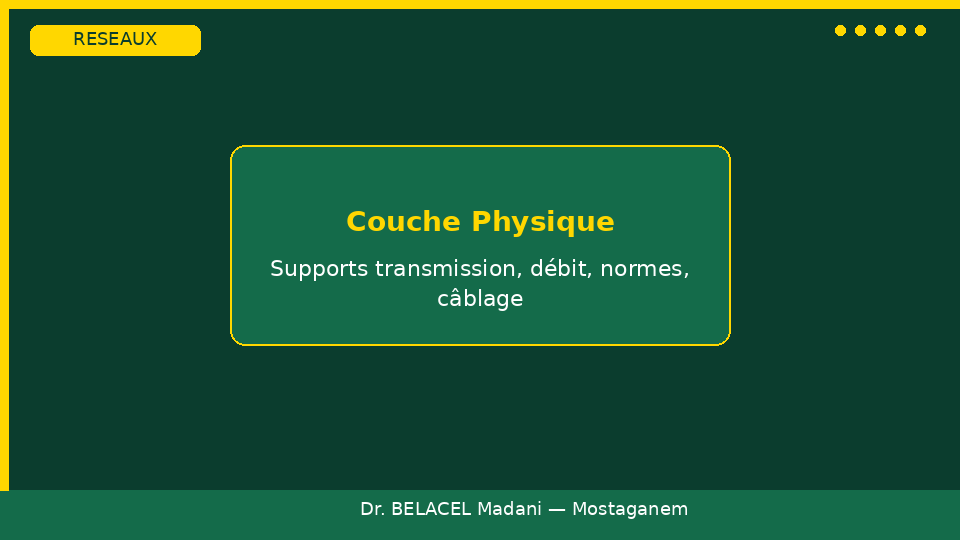 RESEAUX
Couche Physique
Supports transmission, débit, normes,
câblage
Dr. BELACEL Madani — Mostaganem